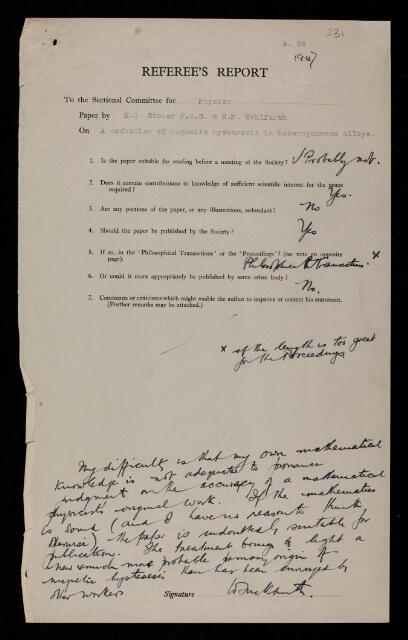 231
A. 86
(1947)
REFEREE'S REPORT
To the Sectional Committee for Physics
Paper by E.C. Stoner F.R.S. & E.P. Wohlfarth
On A mechanism of magnetic hysteresis in heterogeneous alloys.
1. Is the paper suitable for reading before a meeting of the Society? Probably not.
2. Does it contain contributions to knowledge of sufficient scientific interest for the space
required? Yes.
3. Are any portions of the paper, or any illustrations, redundant? No
4. Should the paper be published by the Society? Yes
5. If so, in the 'Philosophical Transactions' or the 'Proceedings'? (see note on opposite
page). Philosophical Transactions. x
6. Or could it more appropriately be published by some other body? No.
7. Comments or criticisms which might enable the author to improve or correct his statement.
(Further remarks may be attached.)
x if the length is too great
for the Proceedings
My difficulty is that my own mathematical
knowledge is not adequate to pronounce
judgment on the accuracy of a mathematical
physicist's original work. If the mathematics
is sound (and I have no reason to think
otherwise) the paper is undoubtedly suitable for
publication. The treatment brings to light a
new & much more probable primary origin of
magnetic hysteresis than has been envisaged by
other workers
Signature